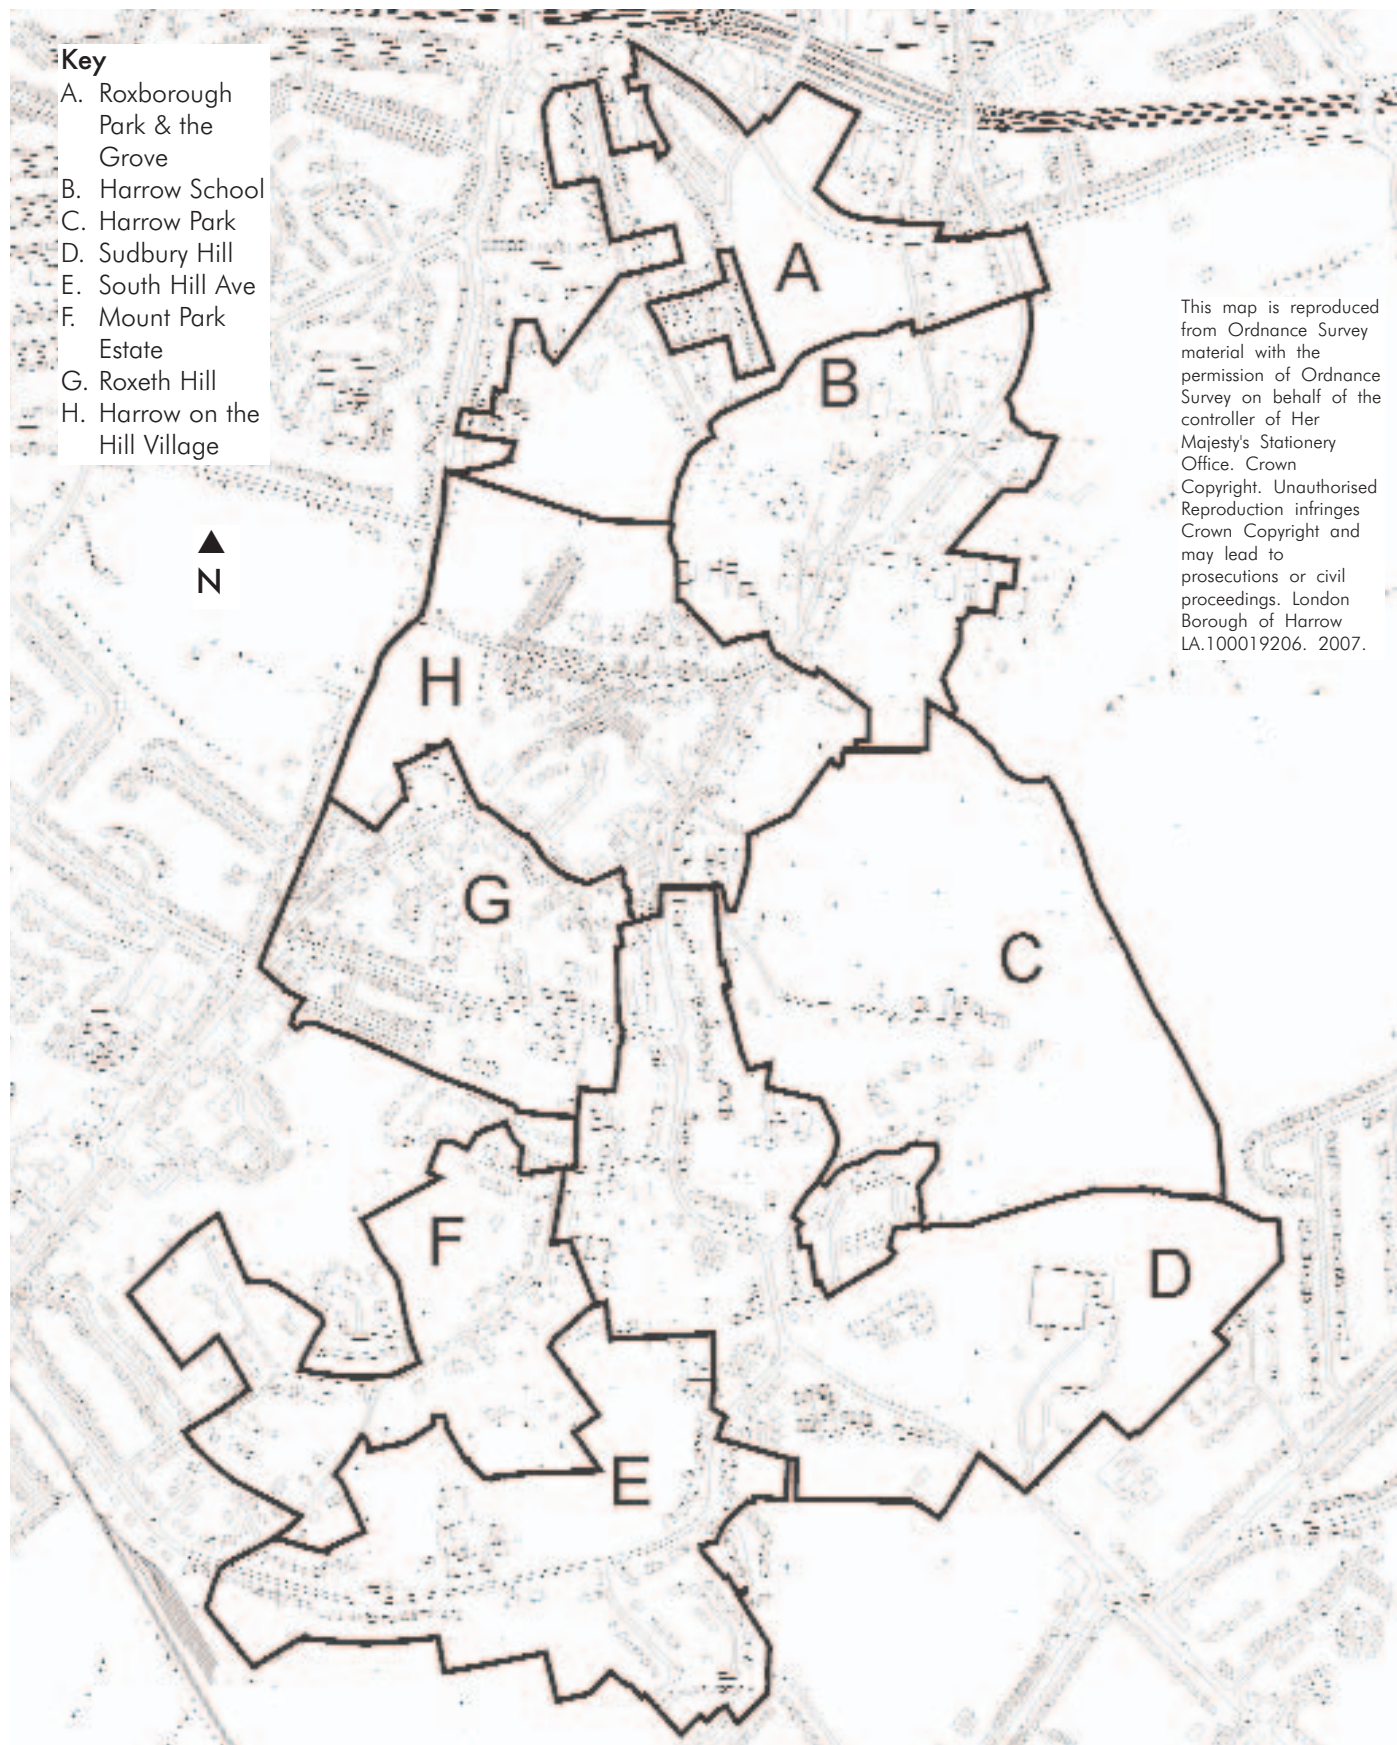 Key
A. Roxborough
Park & the
Grove
B. Harrow School
C. Harrow Park
D. Sudbury Hill
E. South Hill Ave
F. Mount Park
Estate
G. Roxeth Hill
H. Harrow on the
Hill Village
N
A
B
H
G
C
F
D
E
This map is reproduced
from Ordnance Survey
material with the
permission of Ordnance
Survey on behalf of the
controller of Her
Majesty's Stationery
Office. Crown
Copyright. Unauthorised
Reproduction infringes
Crown Copyright and
may lead to
prosecutions or civil
proceedings. London
Borough of Harrow
LA.100019206. 2007.